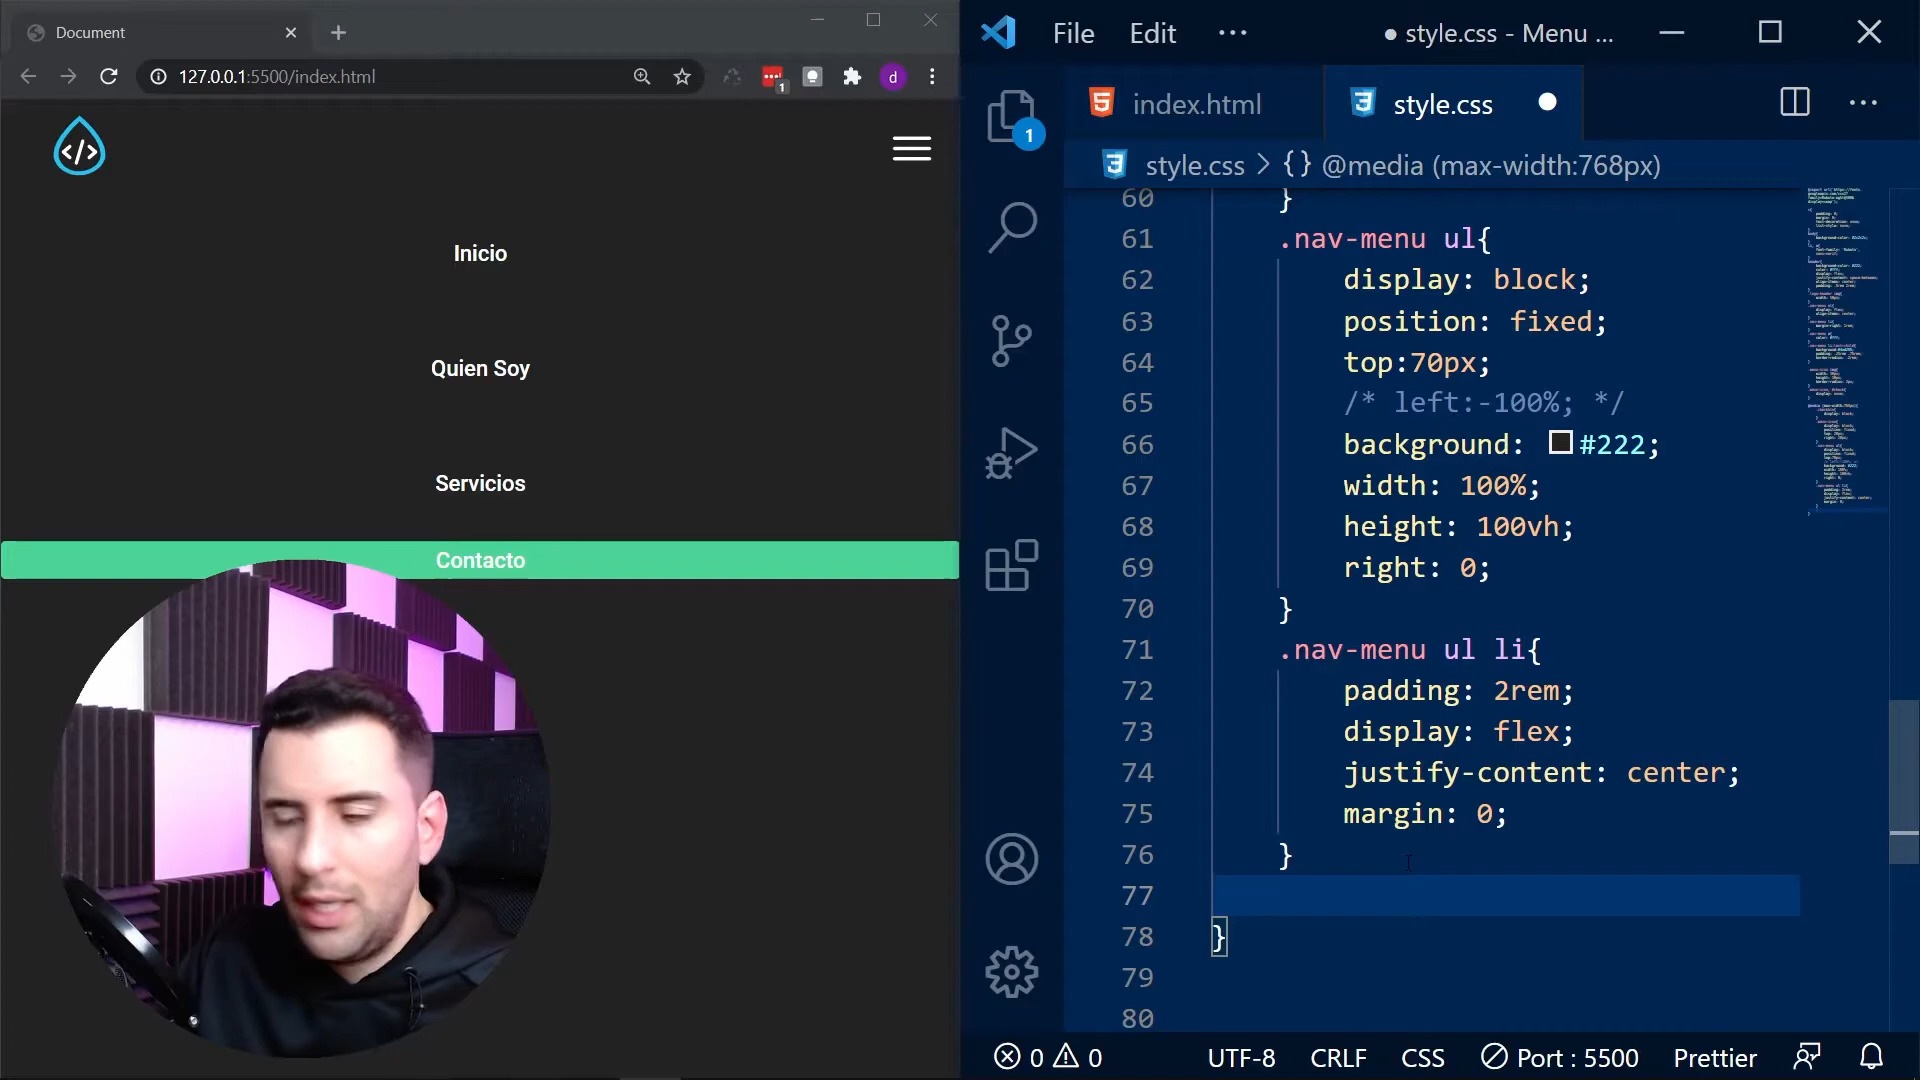 Document
127.0.0.1:5500/index.html
1
d
</>
Inicio
Quien Soy
Servicios
Contacto
File Edit ···
● style.css - Menu ...
index.html
style.css
1
style.css > {} @media (max-width:768px)
60 }
61 .nav-menu ul{
62 display: block;
63 position: fixed;
64 top:70px;
65 /* left:-100%; */
66 background: #222;
67 width: 100%;
68 height: 100vh;
69 right: 0;
70 }
71 .nav-menu ul li{
72 padding: 2rem;
73 display: flex;
74 justify-content: center;
75 margin: 0;
76 }
77
78 }
79
80
0 0 UTF-8 CRLF CSS Port : 5500 Prettier